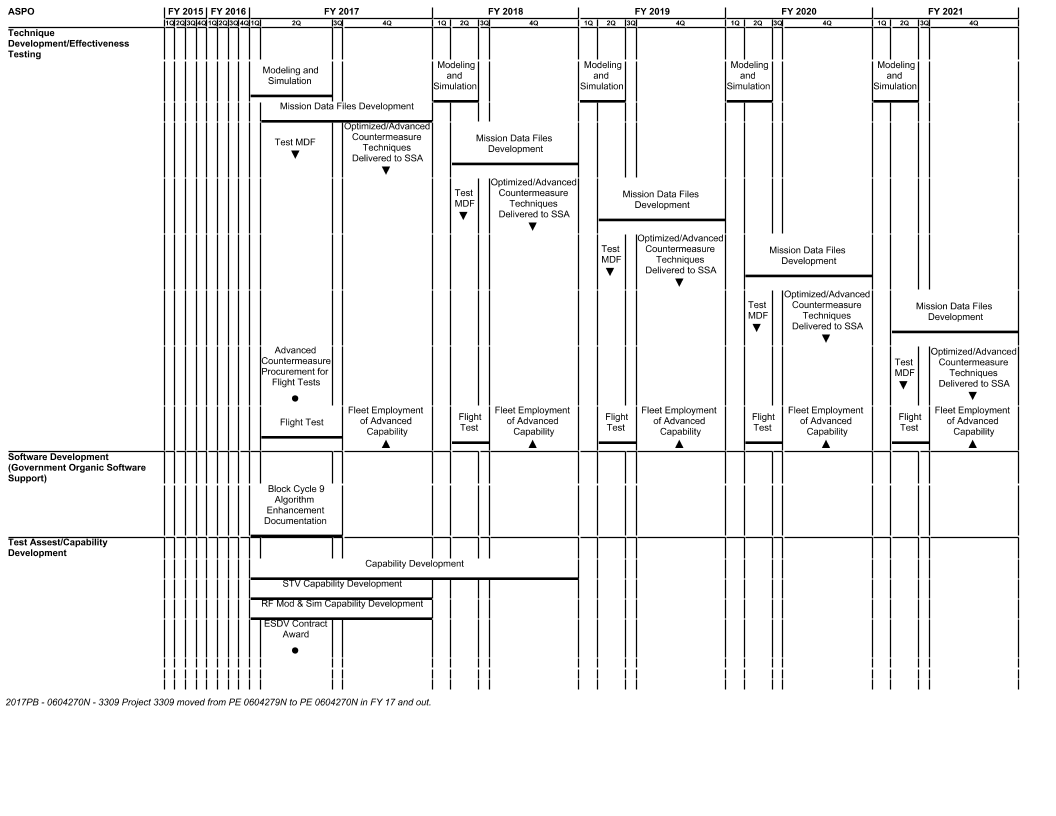 ASPO FY 2015 FY 2016 FY 2017 FY 2018 FY 2019 FY 2020 FY 2021
1Q 2Q 3Q 4Q 1Q 2Q 3Q 4Q 1Q 2Q 3Q 4Q 1Q 2Q 3Q 4Q 1Q 2Q 3Q 4Q 1Q 2Q 3Q 4Q 1Q 2Q 3Q 4Q
Technique
Development/Effectiveness
Testing
Modeling and
Simulation
Modeling
and
Simulation
Modeling
and
Simulation
Modeling
and
Simulation
Modeling
and
Simulation
Mission Data Files Development
Test MDF
Optimized/Advanced
Countermeasure
Techniques
Delivered to SSA
Mission Data Files
Development
Test
MDF
Optimized/Advanced
Countermeasure
Techniques
Delivered to SSA
Mission Data Files
Development
Test
MDF
Optimized/Advanced
Countermeasure
Techniques
Delivered to SSA
Mission Data Files
Development
Test
MDF
Optimized/Advanced
Countermeasure
Techniques
Delivered to SSA
Mission Data Files
Development
Test
MDF
Optimized/Advanced
Countermeasure
Techniques
Delivered to SSA
Advanced
Countermeasure
Procurement for
Flight Tests
Flight Test
Fleet Employment
of Advanced
Capability
Flight
Test
Fleet Employment
of Advanced
Capability
Flight
Test
Fleet Employment
of Advanced
Capability
Flight
Test
Fleet Employment
of Advanced
Capability
Flight
Test
Fleet Employment
of Advanced
Capability
Software Development
(Government Organic Software
Support)
Block Cycle 9
Algorithm
Enhancement
Documentation
Test Assest/Capability
Development
Capability Development
STV Capability Development
RF Mod & Sim Capability Development
ESDV Contract
Award
2017PB - 0604270N - 3309 Project 3309 moved from PE 0604279N to PE 0604270N in FY 17 and out.